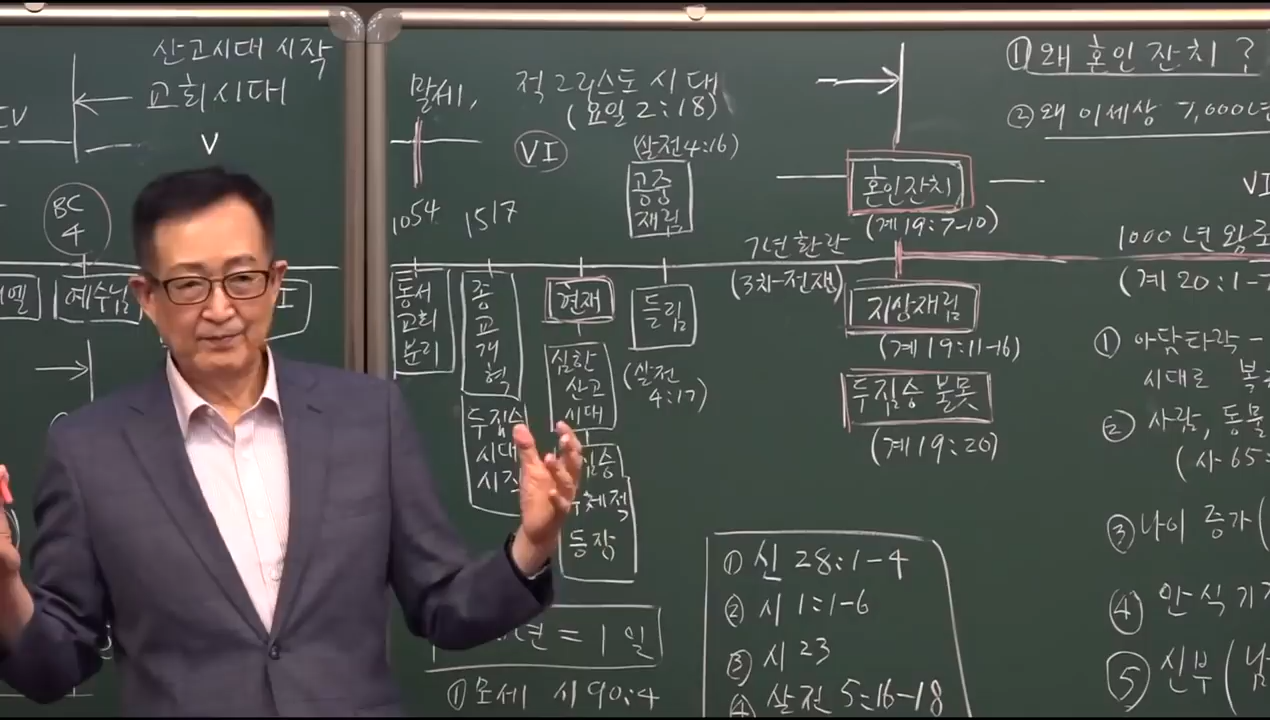 산고시대 시작
교회시대
V
BC
4
예수님
I
말세,
적그리스도 시대
(요일 2:18)
VI
(살전 4:16)
공중
재림
1054
1517
통서
교회
분리
종
교
개
혁
두짐승
시대
시작
현재
심한
산고
시대
짐승
구체적
등장
들림
(살전
4:17)
7년 환란
(3차-전쟁)
혼인잔치
(계 19:7-10)
지상재림
(계 19:11-16)
두짐승 불못
(계 19:20)
년 = 1일
① 모세 시 90:4
① 신 28:1-4
② 시 1:1-6
③ 시 23
④ 살전 5:16-18
① 왜 혼인 잔치 ?
② 왜 이세상 7,000년
VI
1000년 왕
(계 20:1-7
① 아담타락 -
시대로 복
② 사람, 동물
(사 65:
③ 나이 증가 (
④ 안식
⑤ 신부 (